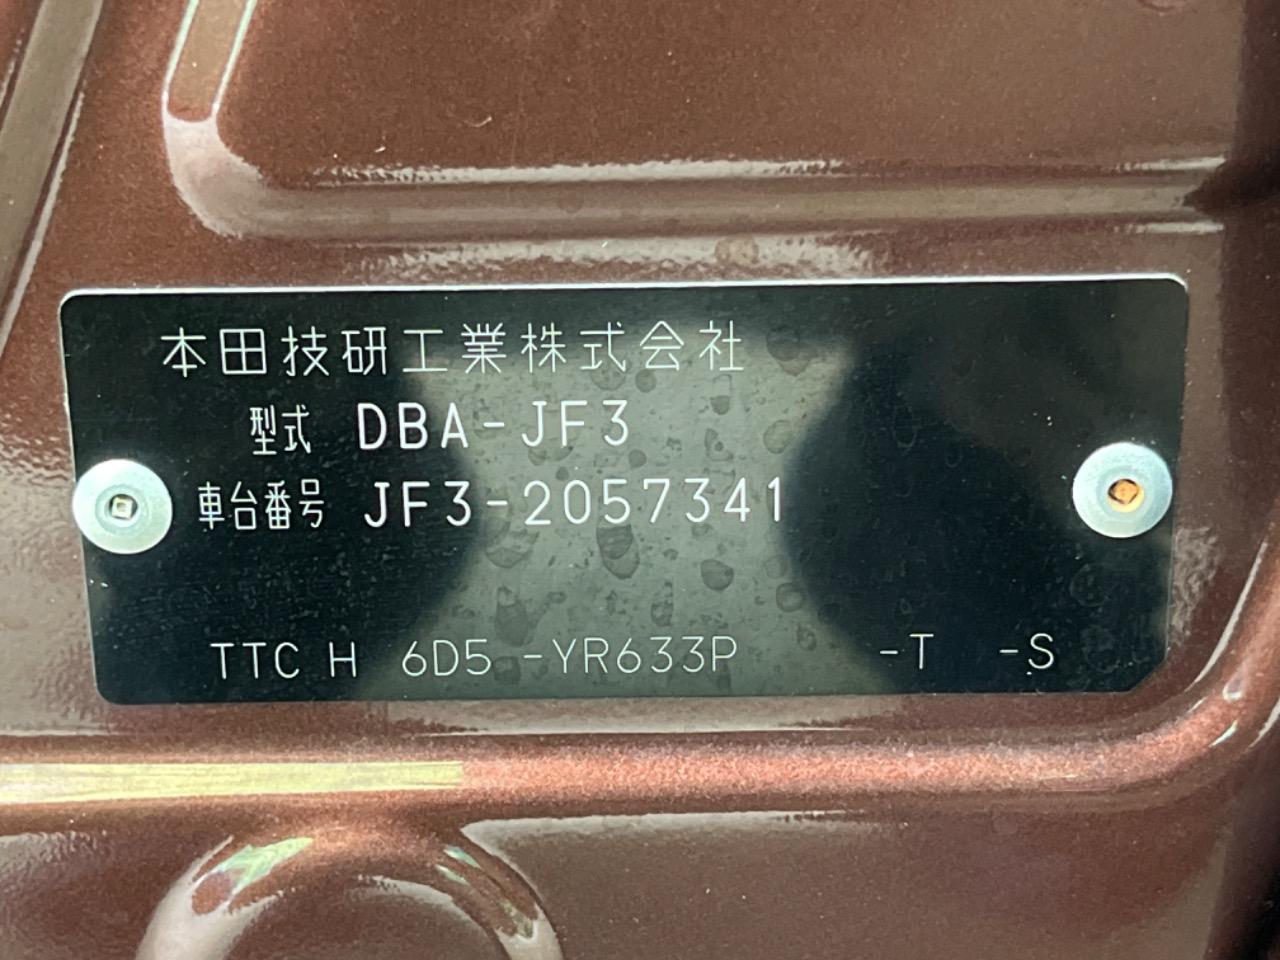 本田技研工業株式会社
型式 DBA-JF3
車台番号 JF3-2057341
TTC H 6D5 -YR633P -T -S